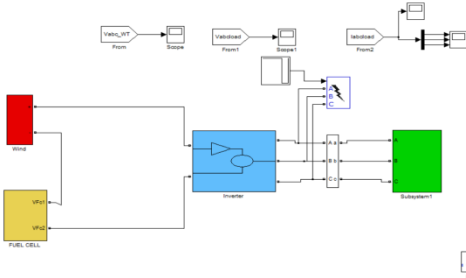 Vabc_WT
From
Scope
Vabcload
From1
Scope1
Iabcload
From2
A
B
C
Wind
A a
B b
C c
A
B
C
Inverter
Subsystem1
VFc1
VFc2
FUEL CELL